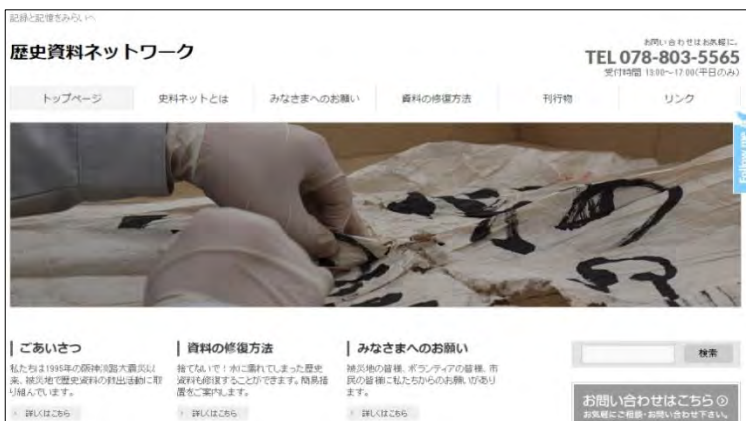 記録と記憶をみらいへ
歴史資料ネットワーク
お問い合わせはお気軽に。
TEL 078-803-5565
受付時間 13:00～17:00(平日のみ)
トップページ 史料ネットとは みなさまへのお願い 資料の修復方法 刊行物 リンク
ごあいさつ
私たちは1995年の阪神淡路大震災以
来、被災地で歴史資料の救出活動に取
り組んでいます。
詳しくはこちら
資料の修復方法
捨てないで！水に濡れてしまった歴史
資料も修復することができます。簡易措
置をご案内します。
詳しくはこちら
みなさまへのお願い
被災地の皆様、ボランティアの皆様、市
民の皆様に私たちからのお願いがあり
ます。
詳しくはこちら
検索
お問い合わせはこちら
お気軽にご相談・お問い合わせ下さい。